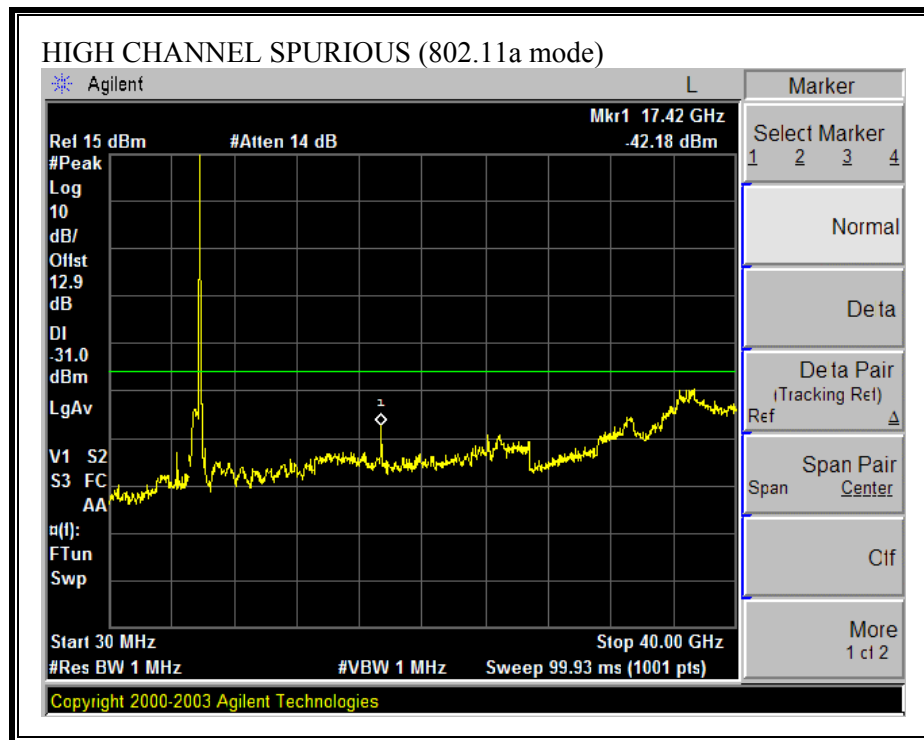 HIGH CHANNEL SPURIOUS (802.11a mode)
Agilent L
Mkr1 17.42 GHz
Ref 15 dBm #Atten 14 dB -42.18 dBm
#Peak
Log
10
dB/
Offst
12.9
dB
DI
-31.0
dBm
LgAv
V1 S2
S3 FC
AA
¤(f):
FTun
Swp
1
Start 30 MHz Stop 40.00 GHz
#Res BW 1 MHz #VBW 1 MHz Sweep 99.93 ms (1001 pts)
Copyright 2000-2003 Agilent Technologies
Marker
Select Marker
1 2 3 4
Normal
Delta
Delta Pair
(Tracking Ref)
Ref Δ
Span Pair
Span Center
Off
More
1 of 2